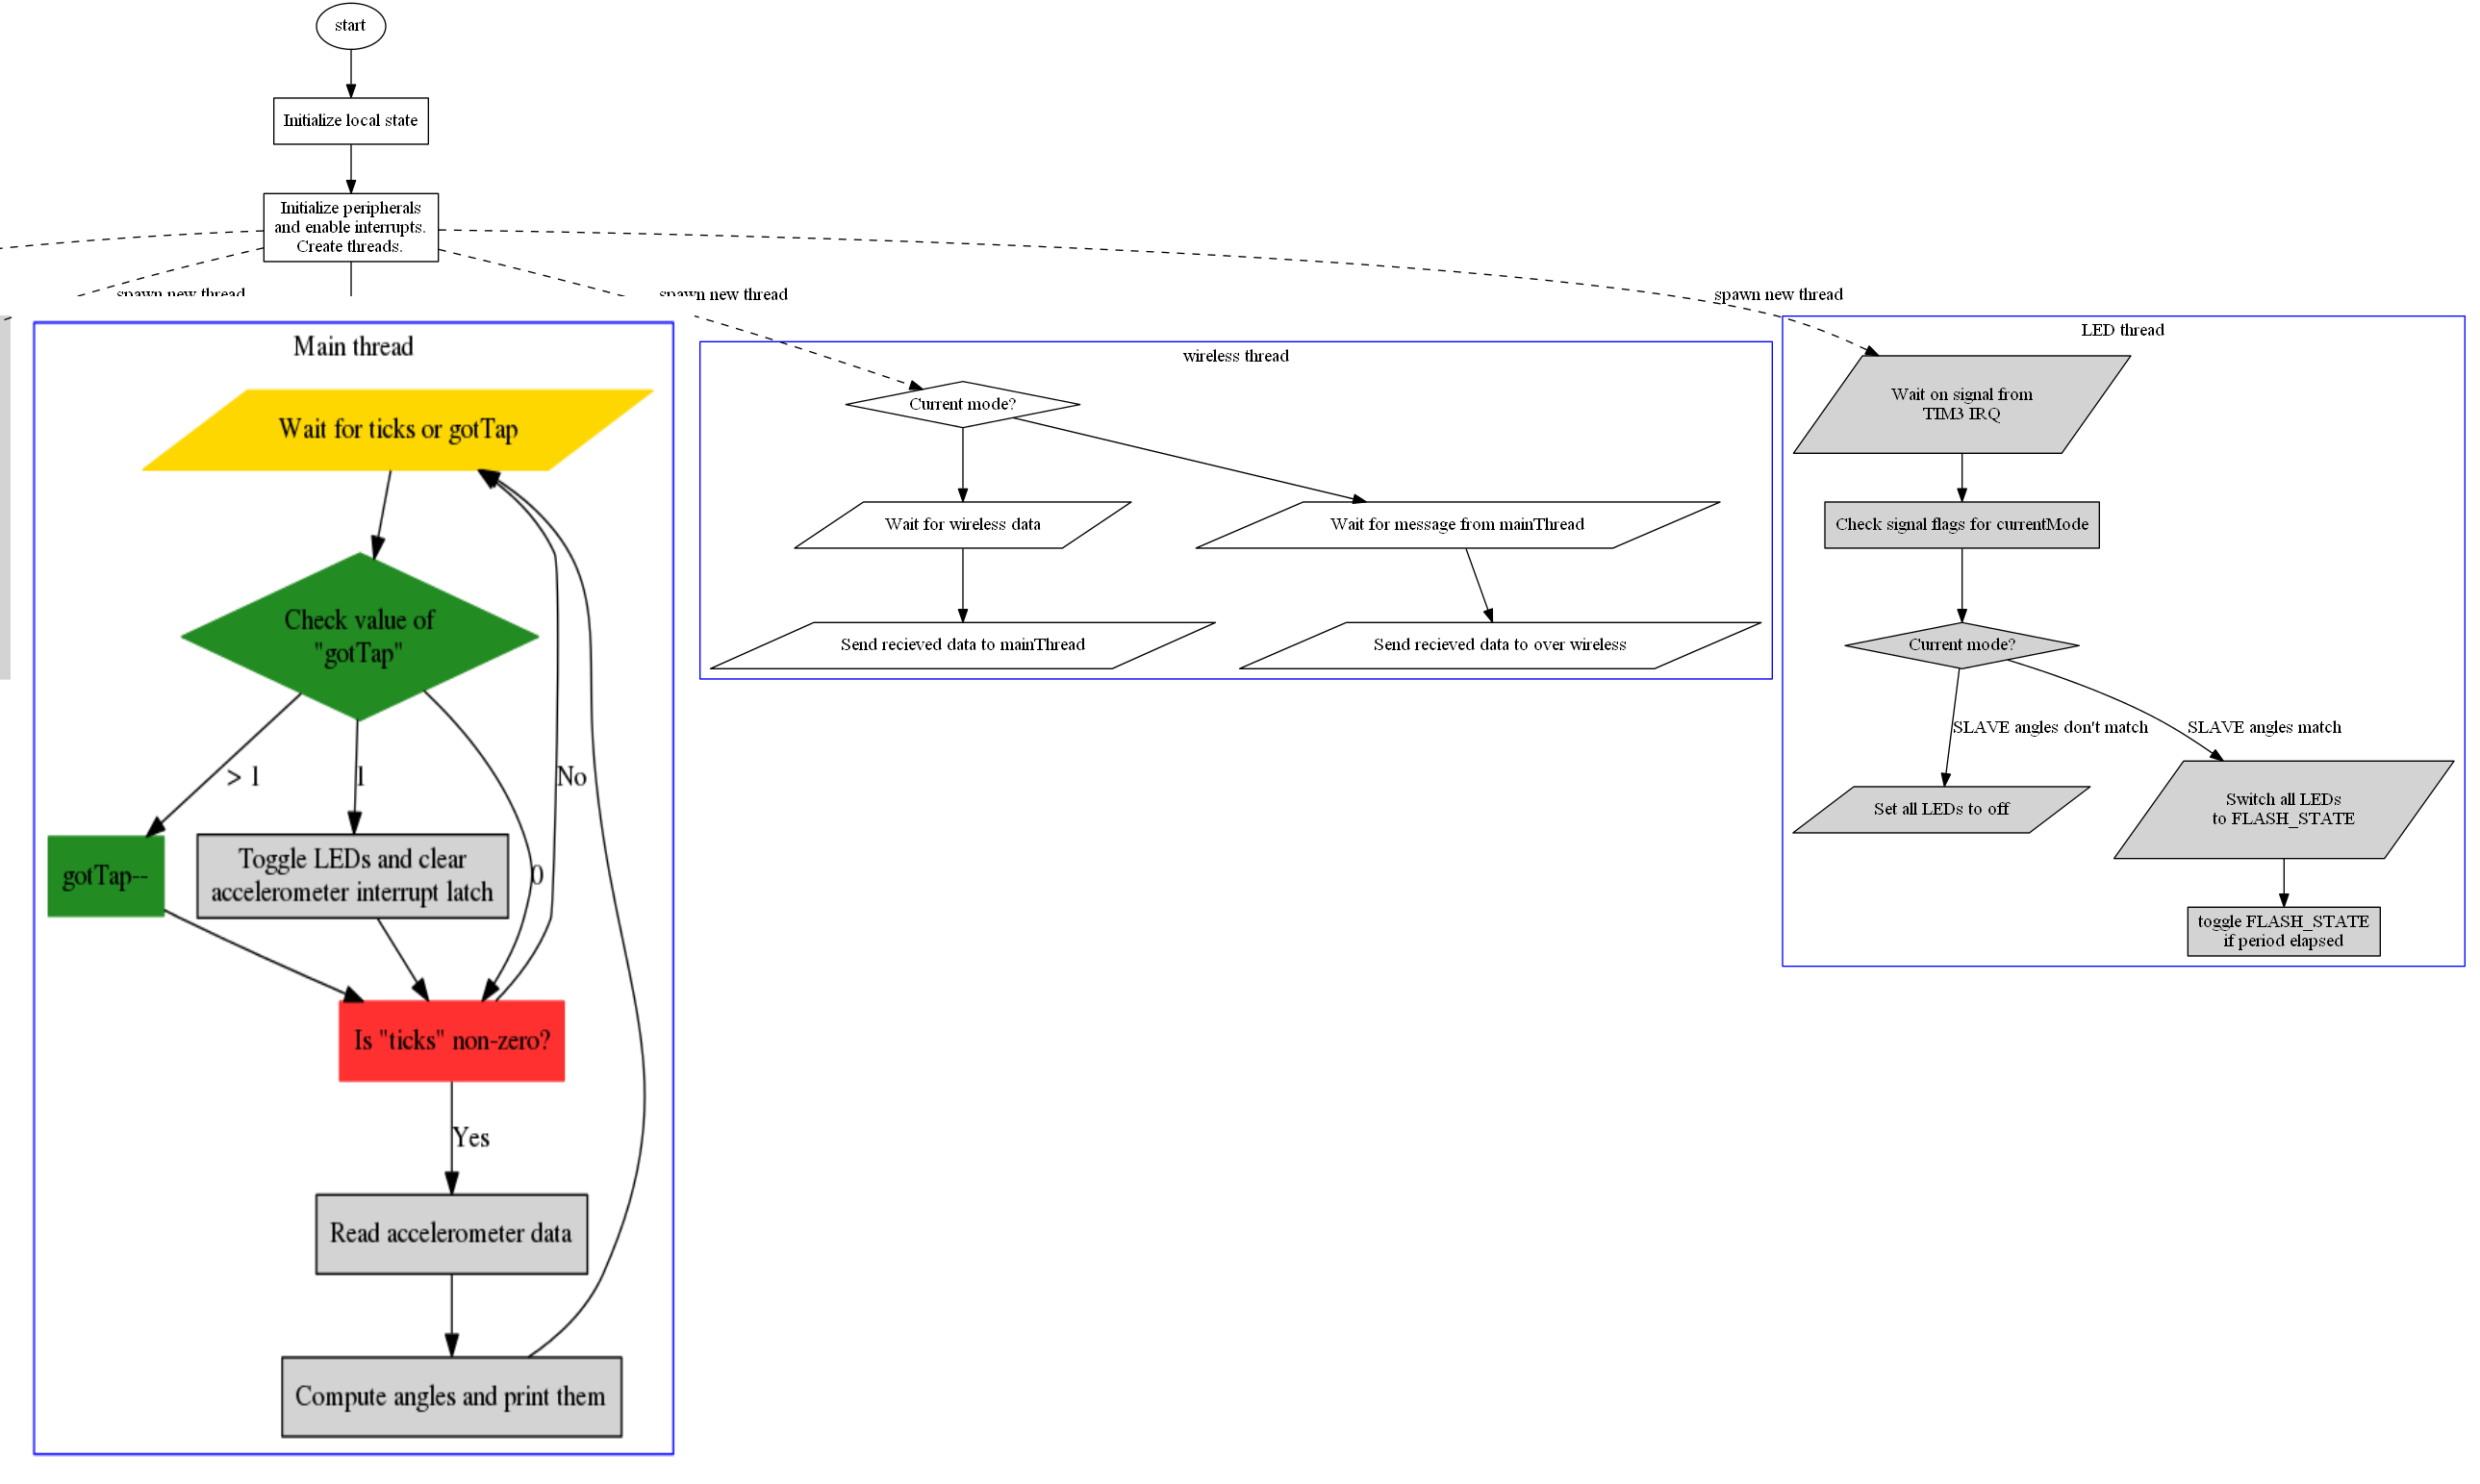 start
Initialize local state
Initialize peripherals
and enable interrupts.
Create threads.
spawn new thread
spawn new thread
spawn new thread
Main thread
Wait for ticks or gotTap
Check value of
"gotTap"
> 1
1
0
No
gotTap--
Toggle LEDs and clear
accelerometer interrupt latch
Is "ticks" non-zero?
Yes
Read accelerometer data
Compute angles and print them
wireless thread
Current mode?
Wait for wireless data
Wait for message from mainThread
Send recieved data to mainThread
Send recieved data to over wireless
LED thread
Wait on signal from
TIM3 IRQ
Check signal flags for currentMode
Current mode?
SLAVE angles don't match
SLAVE angles match
Set all LEDs to off
Switch all LEDs
to FLASH_STATE
toggle FLASH_STATE
if period elapsed